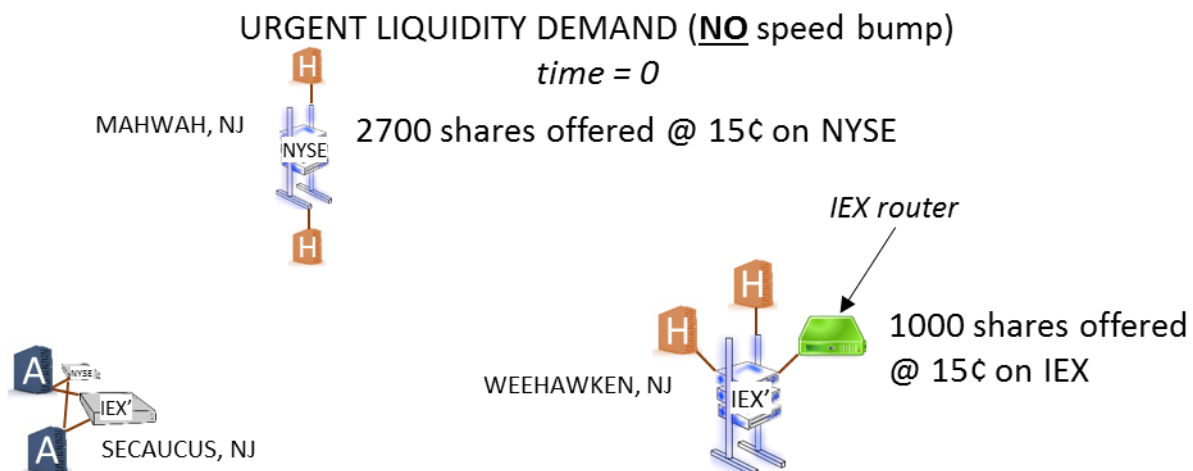 URGENT LIQUIDITY DEMAND (NO speed bump)
time = 0
H
MAHWAH, NJ
NYSE
2700 shares offered @ 15¢ on NYSE
H
IEX router
H
H
1000 shares offered
@ 15¢ on IEX
WEEHAWKEN, NJ
IEX'
A
NYSE
IEX'
A
SECAUCUS, NJ